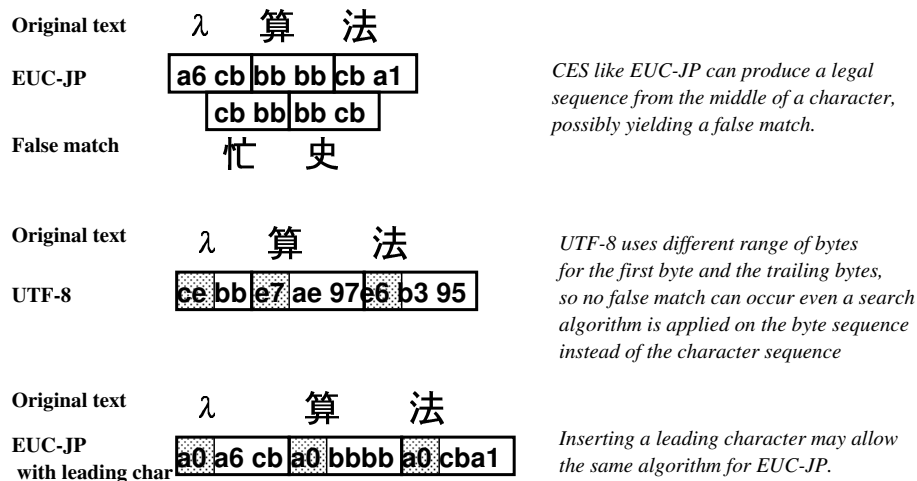 Original text λ 算 法
EUC-JP a6 cb bb bb cb a1
cb bb bb cb
False match 忙 史
CES like EUC-JP can produce a legal
sequence from the middle of a character,
possibly yielding a false match.
Original text λ 算 法
UTF-8 ce bb e7 ae 97 e6 b3 95
UTF-8 uses different range of bytes
for the first byte and the trailing bytes,
so no false match can occur even a search
algorithm is applied on the byte sequence
instead of the character sequence
Original text λ 算 法
EUC-JP
with leading char a0 a6 cb a0 bbbb a0 cba1
Inserting a leading character may allow
the same algorithm for EUC-JP.